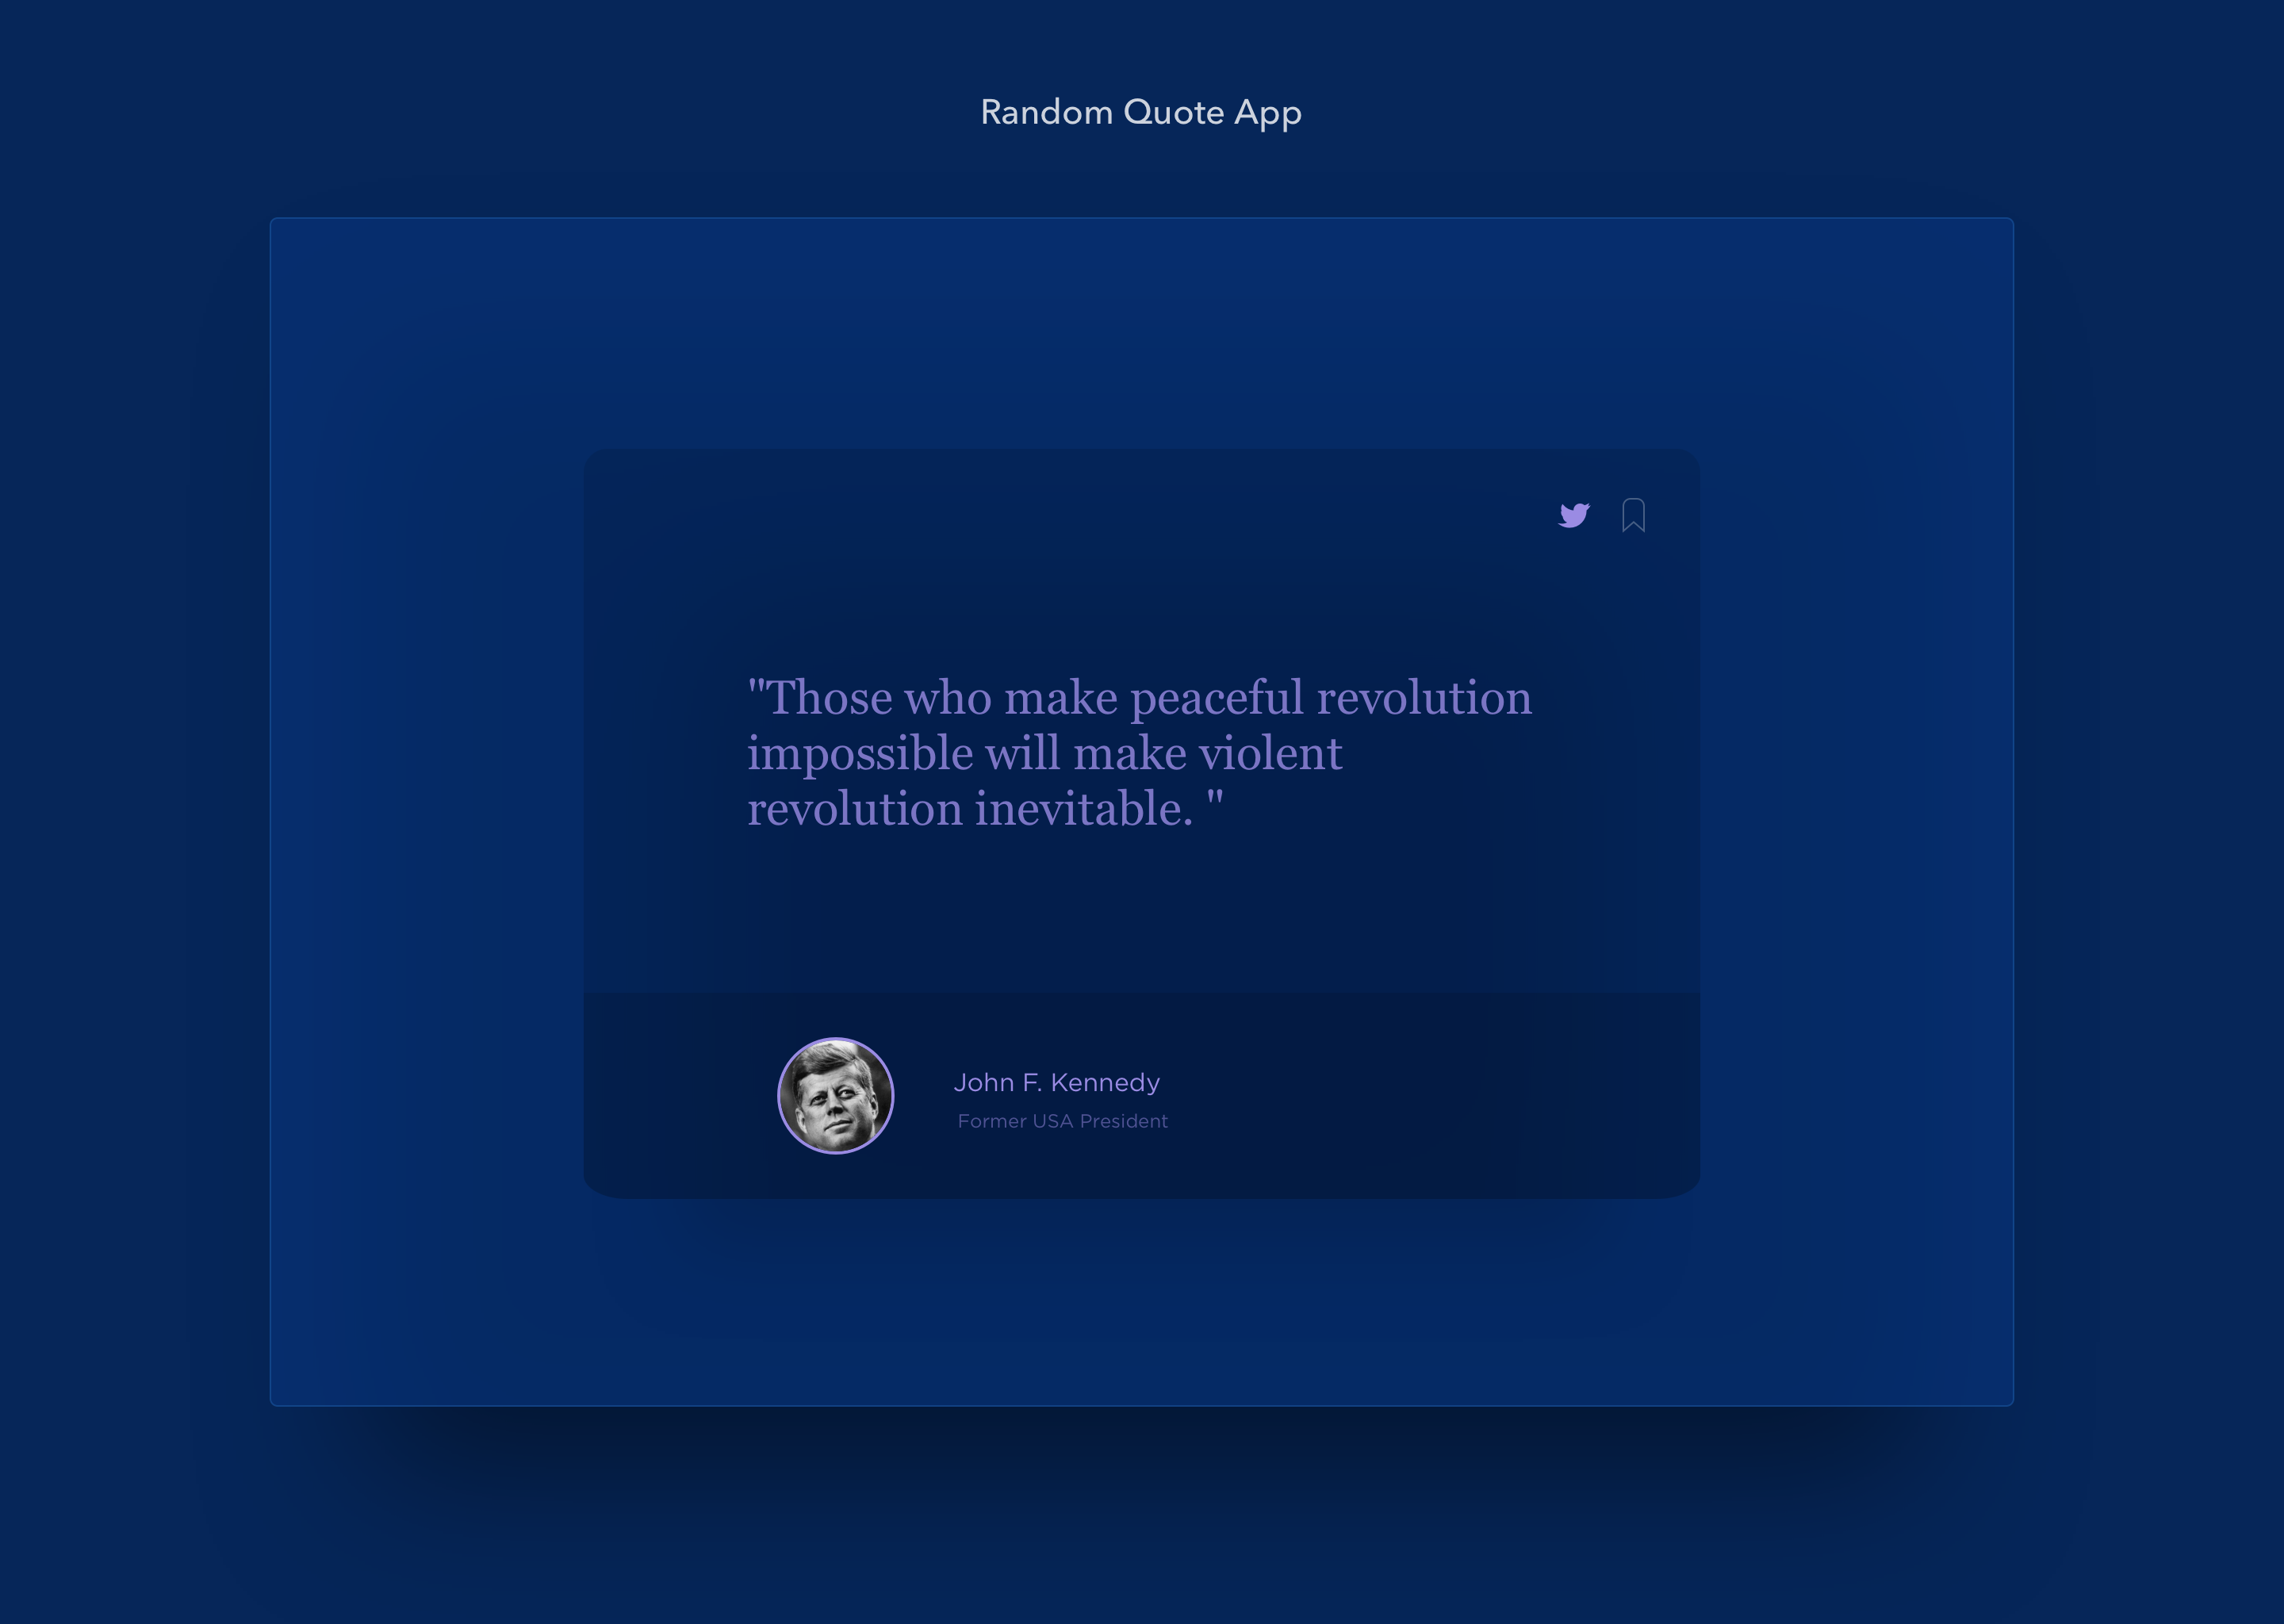 Random Quote App
"Those who make peaceful revolution
impossible will make violent
revolution inevitable. "
John F. Kennedy
Former USA President